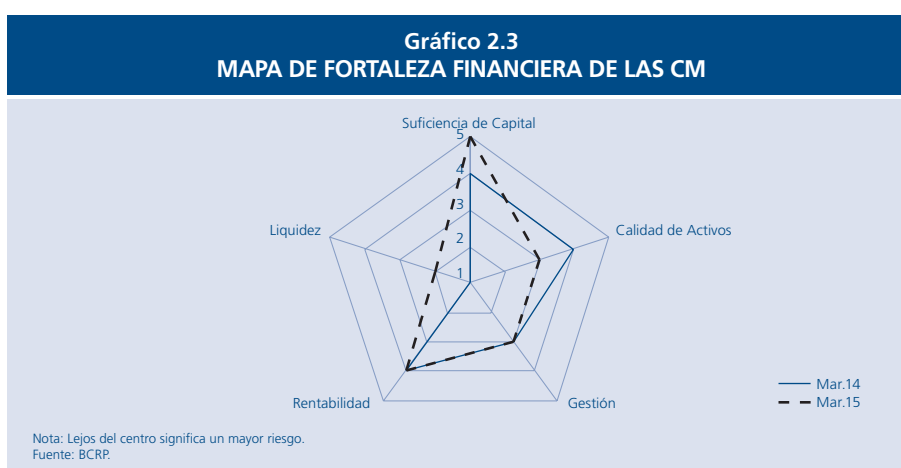 Gráfico 2.3
MAPA DE FORTALEZA FINANCIERA DE LAS CM
Suficiencia de Capital
5
4
3
2
1
Liquidez
Calidad de Activos
Rentabilidad
Gestión
Mar.14
Mar.15
Nota: Lejos del centro significa un mayor riesgo.
Fuente: BCRP.